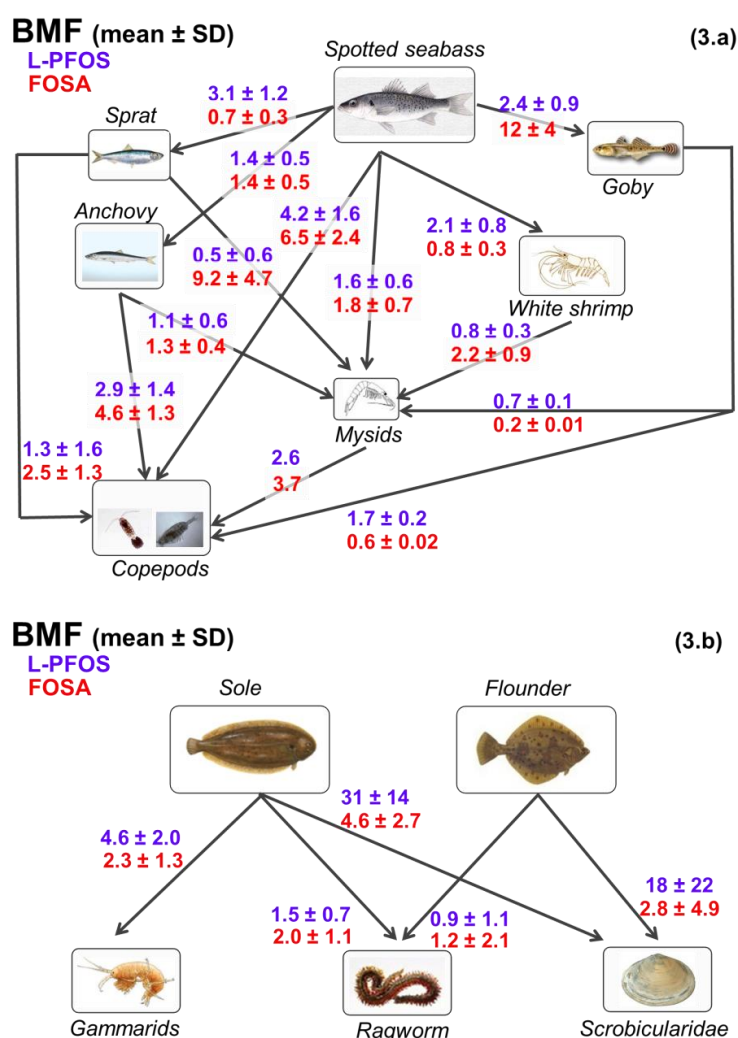 BMF (mean ± SD)
(3.a)
L-PFOS
FOSA
Spotted seabass
3.1 ± 1.2
0.7 ± 0.3
2.4 ± 0.9
12 ± 4
Sprat
Goby
1.4 ± 0.5
1.4 ± 0.5
Anchovy
4.2 ± 1.6
6.5 ± 2.4
2.1 ± 0.8
0.8 ± 0.3
0.5 ± 0.6
9.2 ± 4.7
1.6 ± 0.6
1.8 ± 0.7
White shrimp
1.1 ± 0.6
1.3 ± 0.4
0.8 ± 0.3
2.2 ± 0.9
2.9 ± 1.4
4.6 ± 1.3
0.7 ± 0.1
0.2 ± 0.01
Mysids
1.3 ± 1.6
2.5 ± 1.3
2.6
3.7
1.7 ± 0.2
0.6 ± 0.02
Copepods
BMF (mean ± SD)
(3.b)
L-PFOS
FOSA
Sole
Flounder
31 ± 14
4.6 ± 2.7
4.6 ± 2.0
2.3 ± 1.3
18 ± 22
2.8 ± 4.9
1.5 ± 0.7
2.0 ± 1.1
0.9 ± 1.1
1.2 ± 2.1
Gammarids
Ragworm
Scrobicularidae